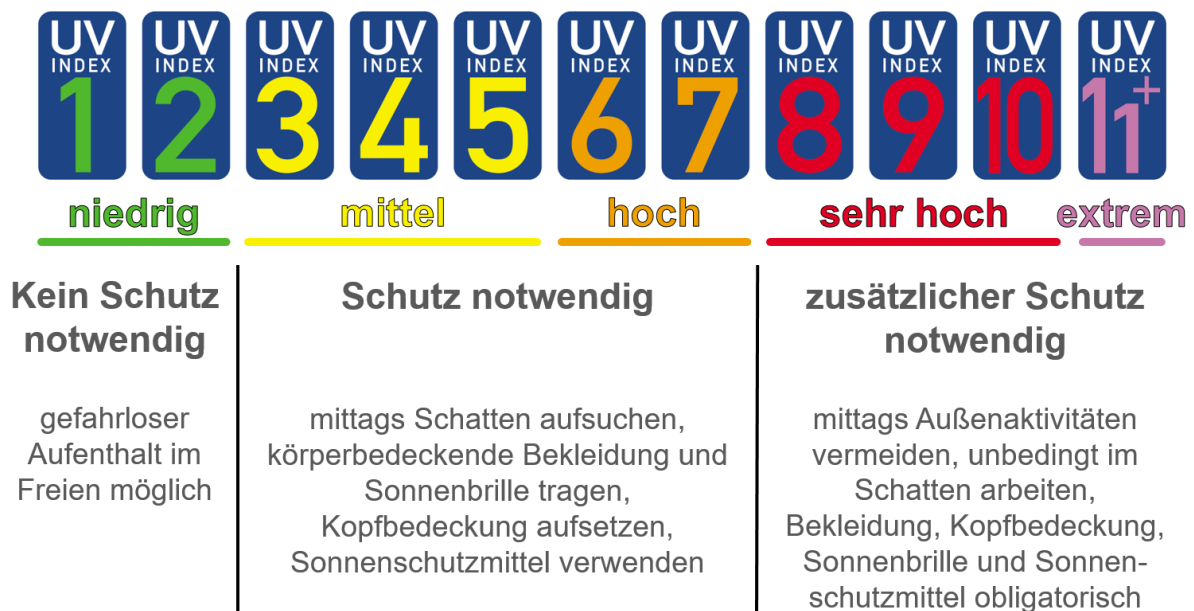 UV INDEX 1
UV INDEX 2
UV INDEX 3
UV INDEX 4
UV INDEX 5
UV INDEX 6
UV INDEX 7
UV INDEX 8
UV INDEX 9
UV INDEX 10
UV INDEX 11+
niedrig
mittel
hoch
sehr hoch
extrem
Kein Schutz
notwendig
gefahrloser
Aufenthalt im
Freien möglich
Schutz notwendig
mittags Schatten aufsuchen,
körperbedeckende Bekleidung und
Sonnenbrille tragen,
Kopfbedeckung aufsetzen,
Sonnenschutzmittel verwenden
zusätzlicher Schutz
notwendig
mittags Außenaktivitäten
vermeiden, unbedingt im
Schatten arbeiten,
Bekleidung, Kopfbedeckung,
Sonnenbrille und Sonnen-
schutzmittel obligatorisch